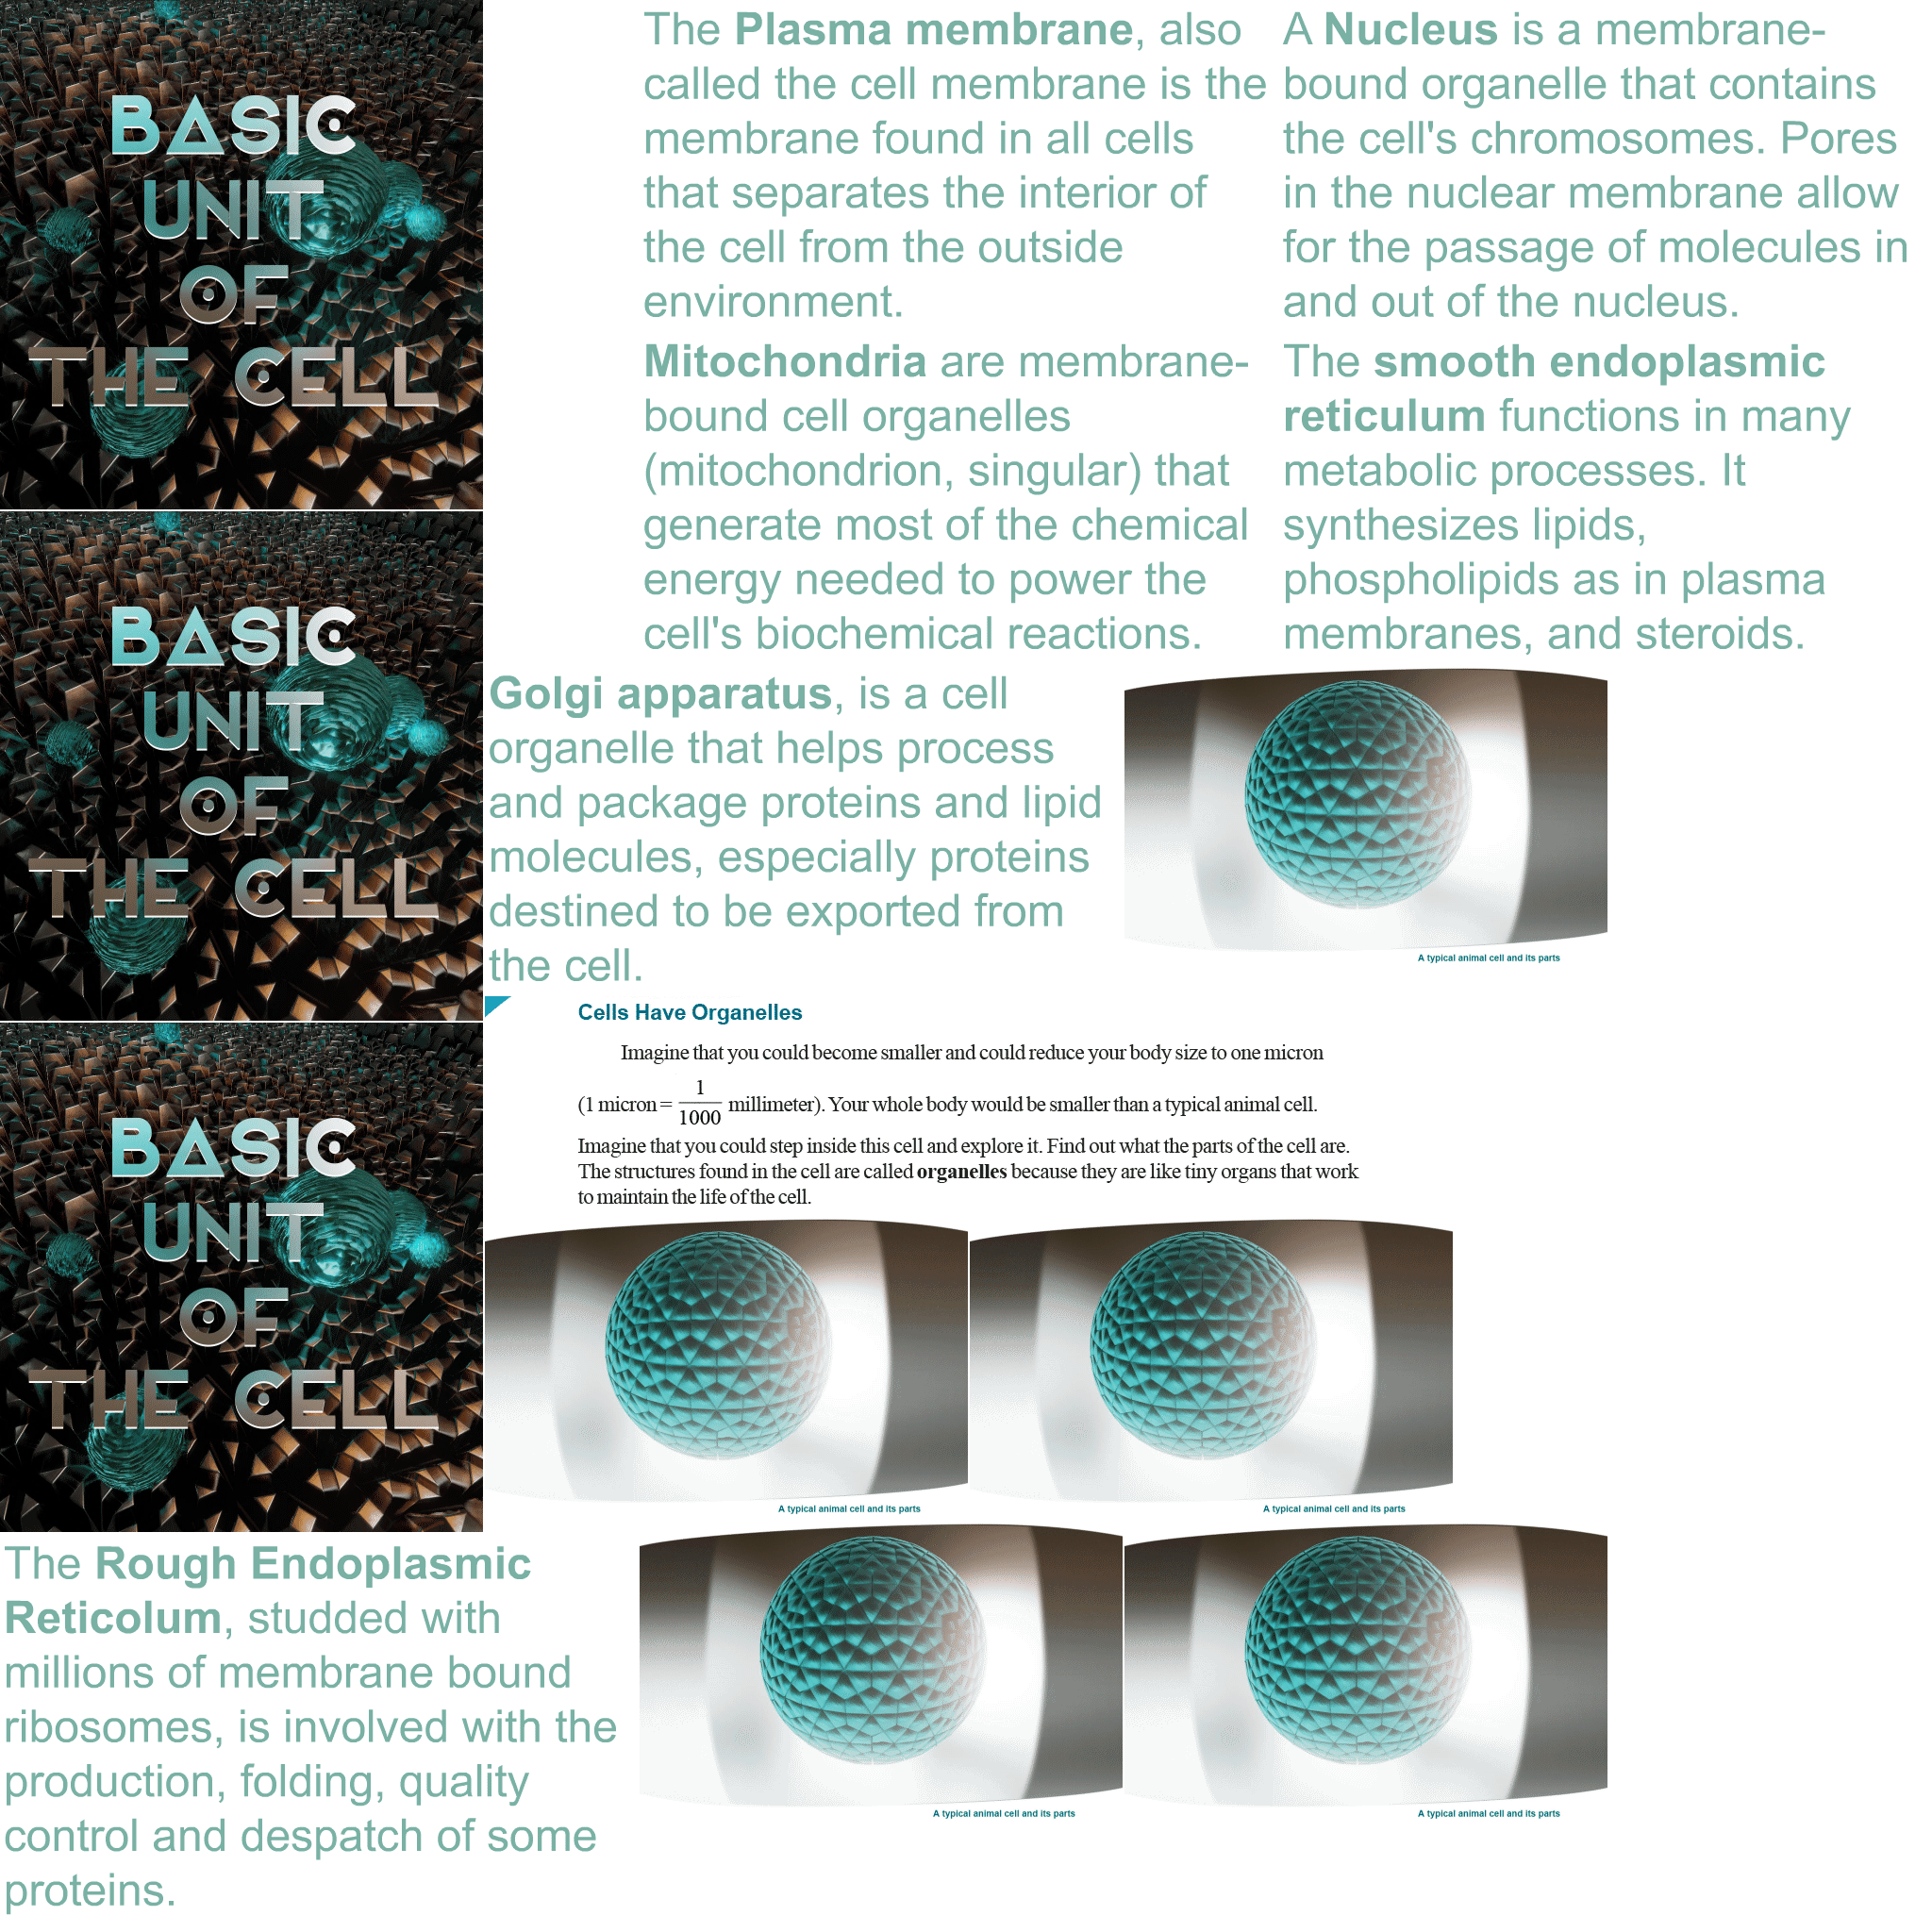 BASIC
UNIT
OF
THE CELL
The Plasma membrane, also
called the cell membrane is the
membrane found in all cells
that separates the interior of
the cell from the outside
environment.
A Nucleus is a membrane-
bound organelle that contains
the cell's chromosomes. Pores
in the nuclear membrane allow
for the passage of molecules in
and out of the nucleus.
Mitochondria are membrane-
bound cell organelles
(mitochondrion, singular) that
generate most of the chemical
energy needed to power the
cell's biochemical reactions.
The smooth endoplasmic
reticulum functions in many
metabolic processes. It
synthesizes lipids,
phospholipids as in plasma
membranes, and steroids.
BASIC
UNIT
OF
THE CELL
Golgi apparatus, is a cell
organelle that helps process
and package proteins and lipid
molecules, especially proteins
destined to be exported from
the cell.
A typical animal cell and its parts
Cells Have Organelles
Imagine that you could become smaller and could reduce your body size to one micron
(1 micron = 1/1000 millimeter). Your whole body would be smaller than a typical animal cell.
Imagine that you could step inside this cell and explore it. Find out what the parts of the cell are.
The structures found in the cell are called organelles because they are like tiny organs that work
to maintain the life of the cell.
BASIC
UNIT
OF
THE CELL
A typical animal cell and its parts
A typical animal cell and its parts
The Rough Endoplasmic
Reticolum, studded with
millions of membrane bound
ribosomes, is involved with the
production, folding, quality
control and despatch of some
proteins.
A typical animal cell and its parts
A typical animal cell and its parts